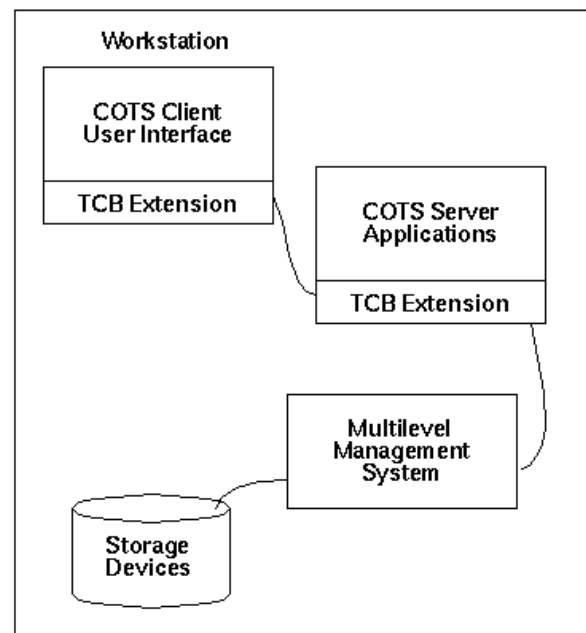 Workstation
COTS Client
User Interface
TCB Extension
COTS Server
Applications
TCB Extension
Multilevel
Management
System
Storage
Devices